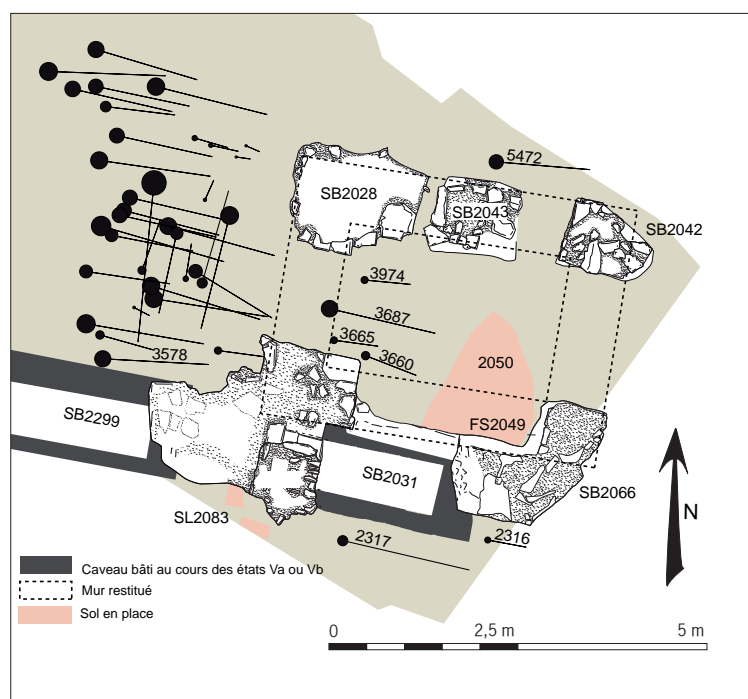 5472
SB2028
SB2043
SB2042
3974
3687
3665
3660
3578
2050
SB2299
FS2049
SB2031
SB2066
SL2083
2317
2316
N
Caveau bâti au cours des états Va ou Vb
Mur restitué
Sol en place
0 2,5 m 5 m